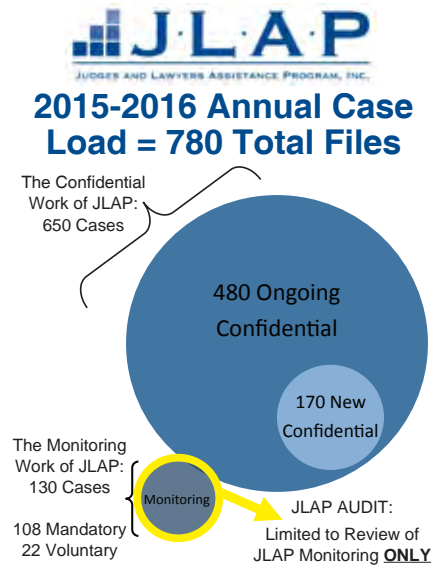 J·L·A·P
JUDGES AND LAWYERS ASSISTANCE PROGRAM, INC.
2015-2016 Annual Case
Load = 780 Total Files
The Confidential
Work of JLAP:
650 Cases
480 Ongoing
Confidential
170 New
Confidential
The Monitoring
Work of JLAP:
130 Cases
108 Mandatory
22 Voluntary
Monitoring
JLAP AUDIT:
Limited to Review of
JLAP Monitoring ONLY